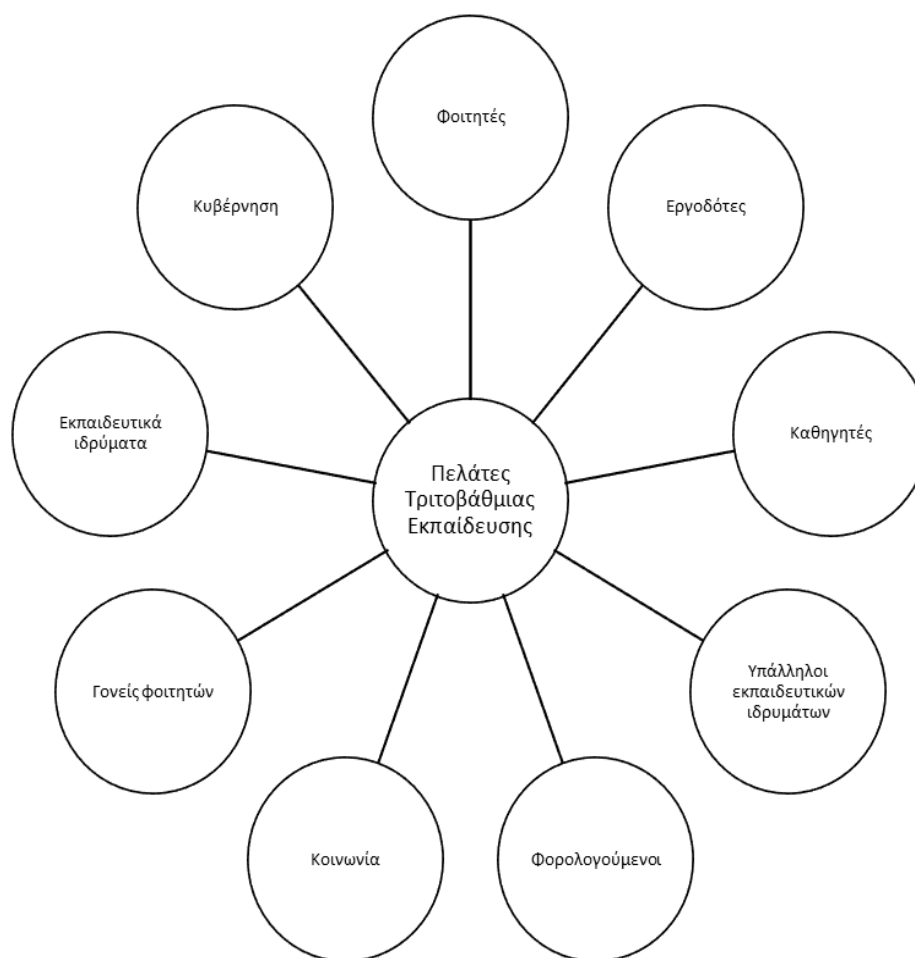 Φοιτητές
Εργοδότες
Καθηγητές
Υπάλληλοι
εκπαιδευτικών
ιδρυμάτων
Φορολογούμενοι
Κοινωνία
Γονείς φοιτητών
Εκπαιδευτικά
ιδρύματα
Κυβέρνηση
Πελάτες
Τριτοβάθμιας
Εκπαίδευσης